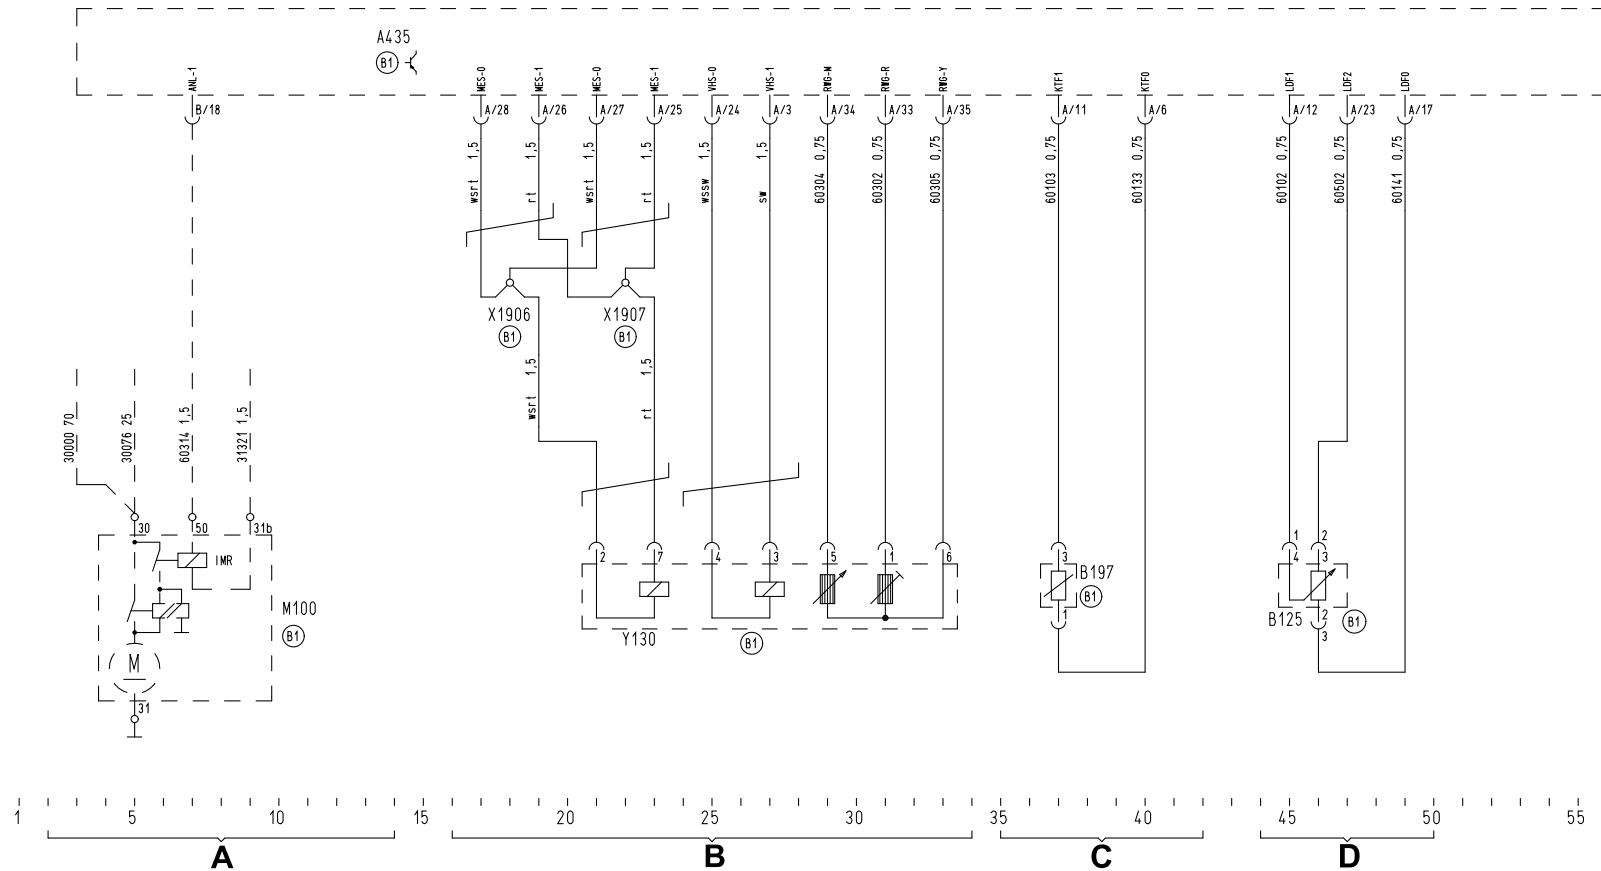 A435
B1
ANL-1 MES-0 MES-1 MES-0 MES-1 VHS-0 VHS-1 RWG-M RWG-R RWG-Y KTF1 KTF0 LDF1 LDF2 LDF0
B/18 A/28 A/26 A/27 A/25 A/24 A/3 A/34 A/33 A/35 A/11 A/6 A/12 A/23 A/17
wsrt 1,5
rt 1,5
wsrt 1,5
rt 1,5
wssw 1,5
sw 1,5
60304 0,75
60302 0,75
60305 0,75
60103 0,75
60133 0,75
60102 0,75
60502 0,75
60141 0,75
X1906 X1907
B1 B1
wsrt 1,5
rt 1,5
30000 70
30076 25
60314 1,5
31321 1,5
30 50 31b
1 2
2 7 4 3 5 1 6 3 4 3
IMR
B197
B1
M100
B1
1 2
B125 B1
3
Y130 B1
M
31
1 5 10 15 20 25 30 35 40 45 50 55
A B C D